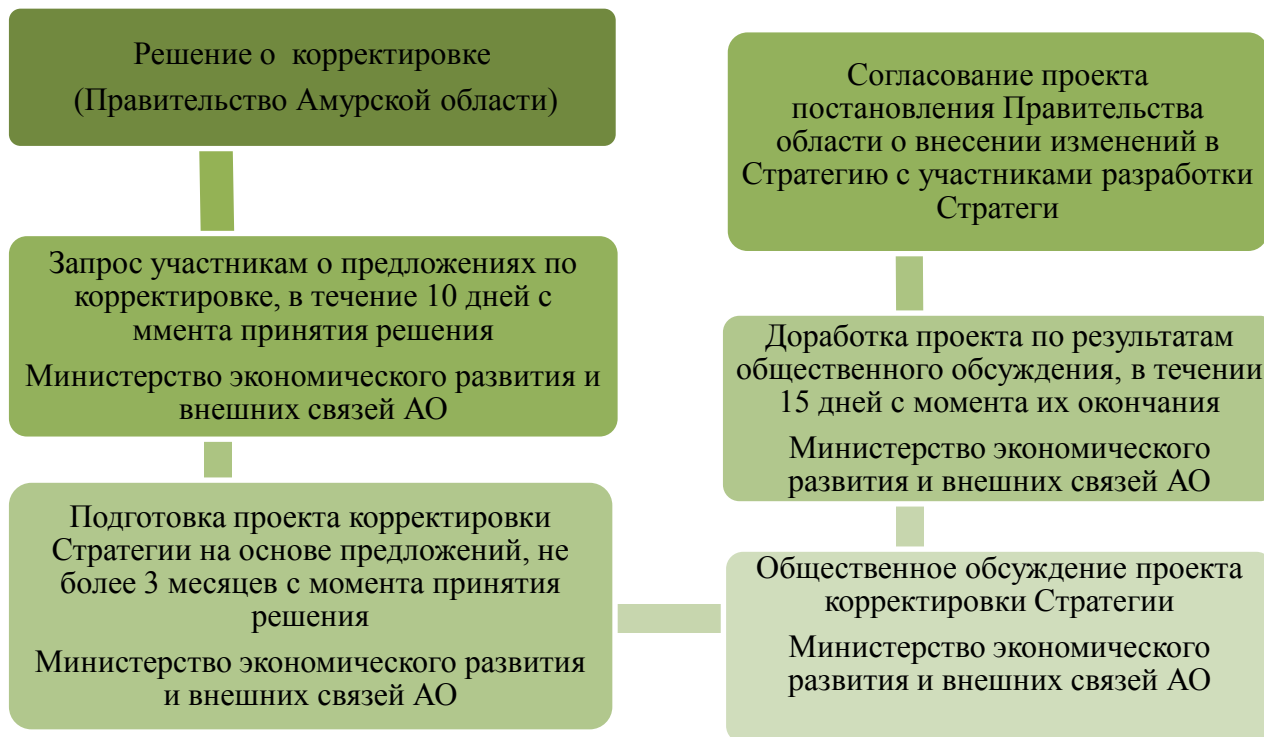 Решение о корректировке
(Правительство Амурской области)
Запрос участникам о предложениях по
корректировке, в течение 10 дней с
ммента принятия решения
Министерство экономического развития и
внешних связей АО
Подготовка проекта корректировки
Стратегии на основе предложений, не
более 3 месяцев с момента принятия
решения
Министерство экономического развития
и внешних связей АО
Общественное обсуждение проекта
корректировки Стратегии
Министерство экономического
развития и внешних связей АО
Доработка проекта по результатам
общественного обсуждения, в течении
15 дней с момента их окончания
Министерство экономического
развития и внешних связей АО
Согласование проекта
постановления Правительства
области о внесении изменений в
Стратегию с участниками разработки
Стратеги